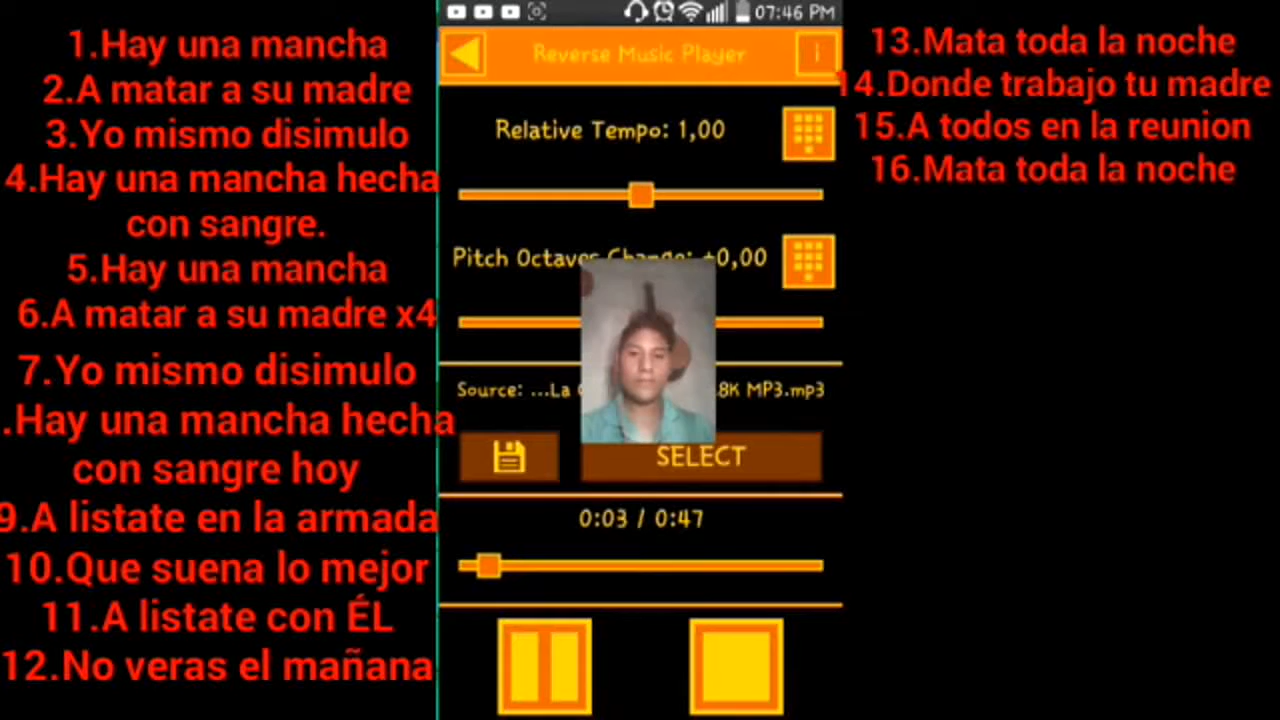 1.Hay una mancha
2.A matar a su madre
3.Yo mismo disimulo
4.Hay una mancha hecha
con sangre.
5.Hay una mancha
6.A matar a su madre x4
7.Yo mismo disimulo
.Hay una mancha hecha
con sangre hoy
9.A listate en la armada
10.Que suena lo mejor
11.A listate con ÉL
12.No veras el mañana
07:46 PM
Reverse Music Player
i
Relative Tempo: 1,00
Pitch Octaves Change: +0,00
Source: ...La 8K MP3.mp3
SELECT
0:03 / 0:47
13.Mata toda la noche
14.Donde trabajo tu madre
15.A todos en la reunion
16.Mata toda la noche